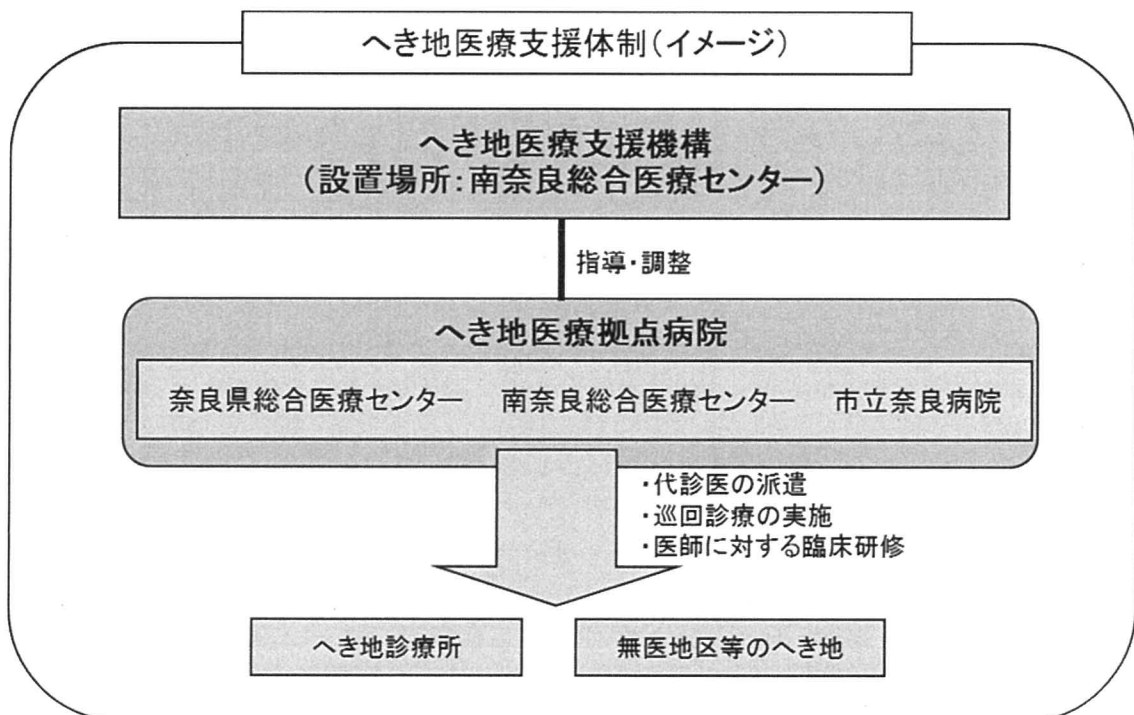 へき地医療支援体制(イメージ)
へき地医療支援機構
(設置場所:南奈良総合医療センター)
指導・調整
へき地医療拠点病院
奈良県総合医療センター 南奈良総合医療センター 市立奈良病院
・代診医の派遣
・巡回診療の実施
・医師に対する臨床研修
へき地診療所 無医地区等のへき地